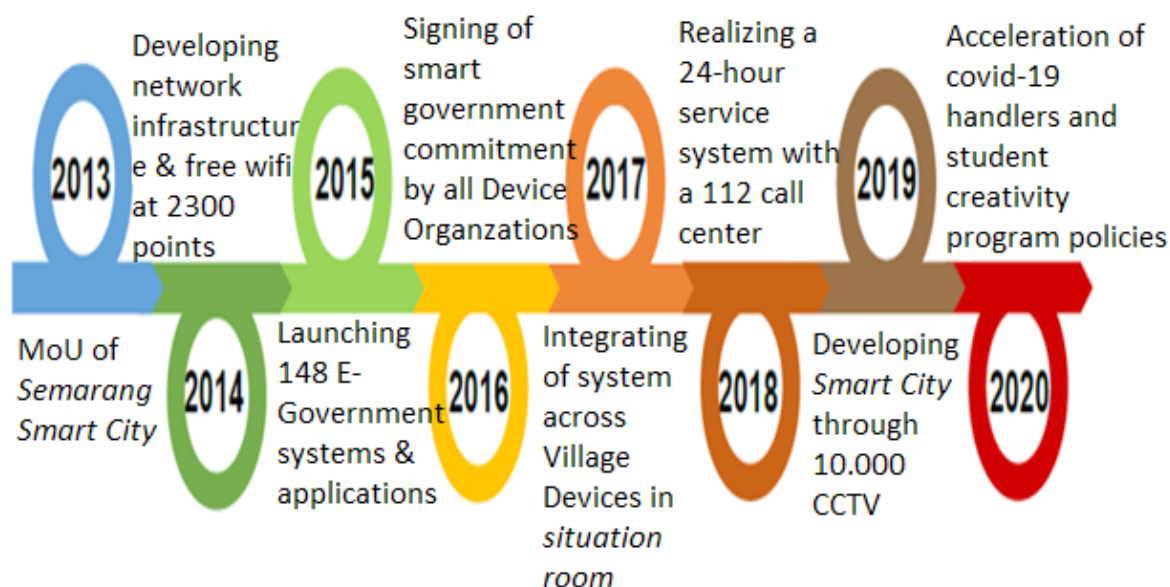 2013
MoU of
Semarang
Smart City
Developing
network
infrastructur
e & free wifi
at 2300
points
2014
2015
Launching
148 E-
Government
systems &
applications
Signing of
smart
government
commitment
by all Device
Organzations
2016
2017
Integrating
of system
across
Village
Devices in
situation
room
Realizing a
24-hour
service
system with
a 112 call
center
2018
2019
Developing
Smart City
through
10.000
CCTV
Acceleration of
covid-19
handlers and
student
creativity
program policies
2020